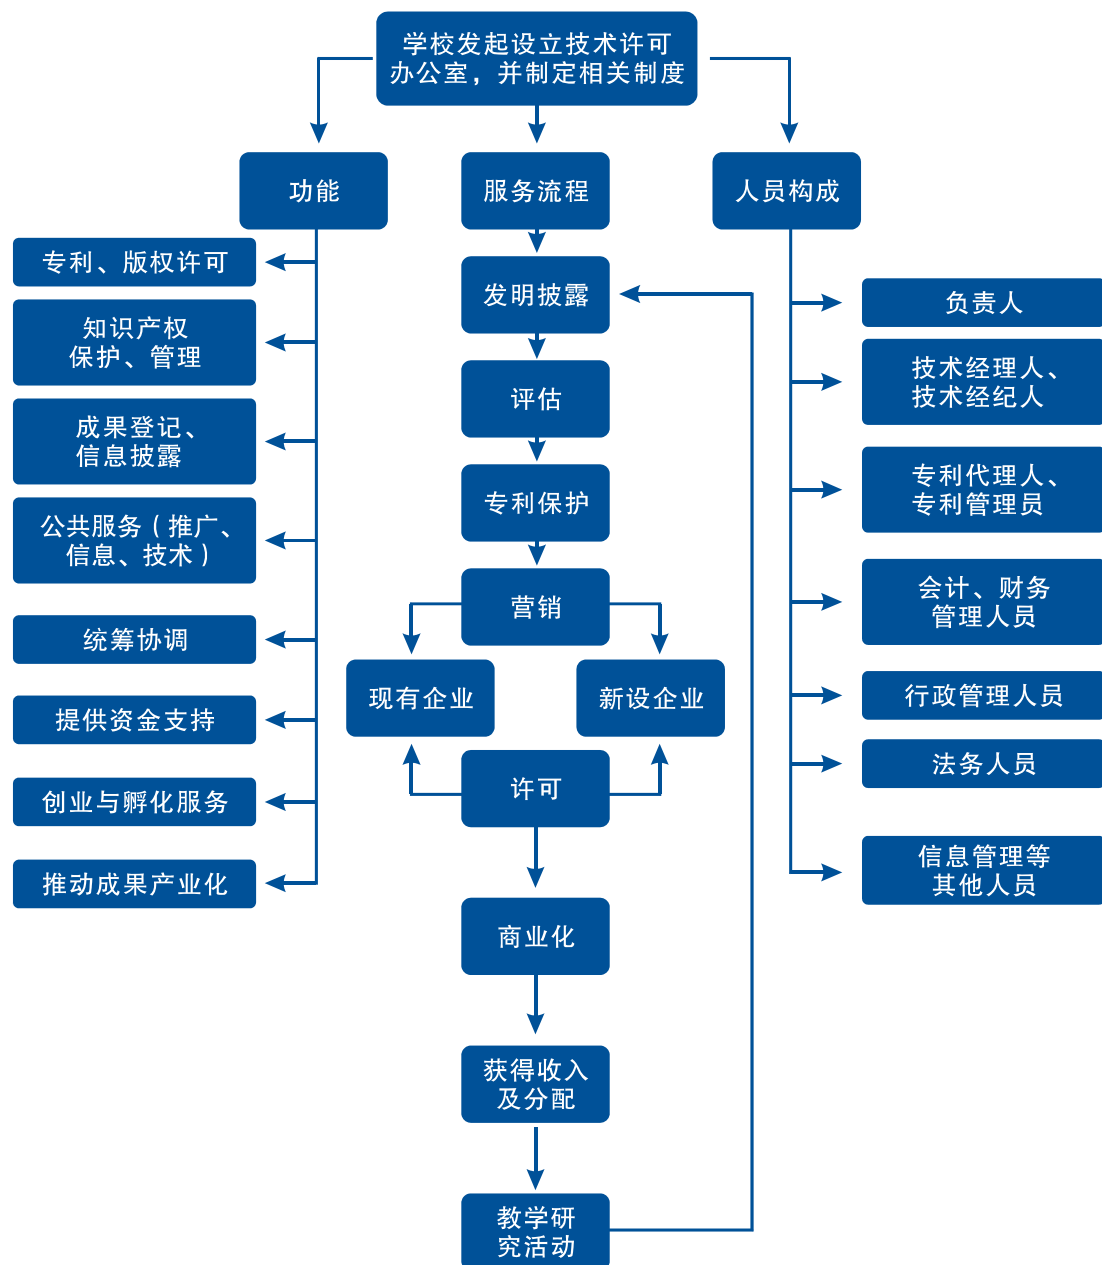 学校发起设立技术许可
办公室，并制定相关制度
功能
服务流程
人员构成
专利、版权许可
知识产权
保护、管理
成果登记、
信息披露
公共服务（推广、
信息、技术）
统筹协调
提供资金支持
创业与孵化服务
推动成果产业化
发明披露
评估
专利保护
营销
现有企业
新设企业
许可
商业化
获得收入
及分配
教学研
究活动
负责人
技术经理人、
技术经纪人
专利代理人、
专利管理员
会计、财务
管理人员
行政管理人员
法务人员
信息管理等
其他人员